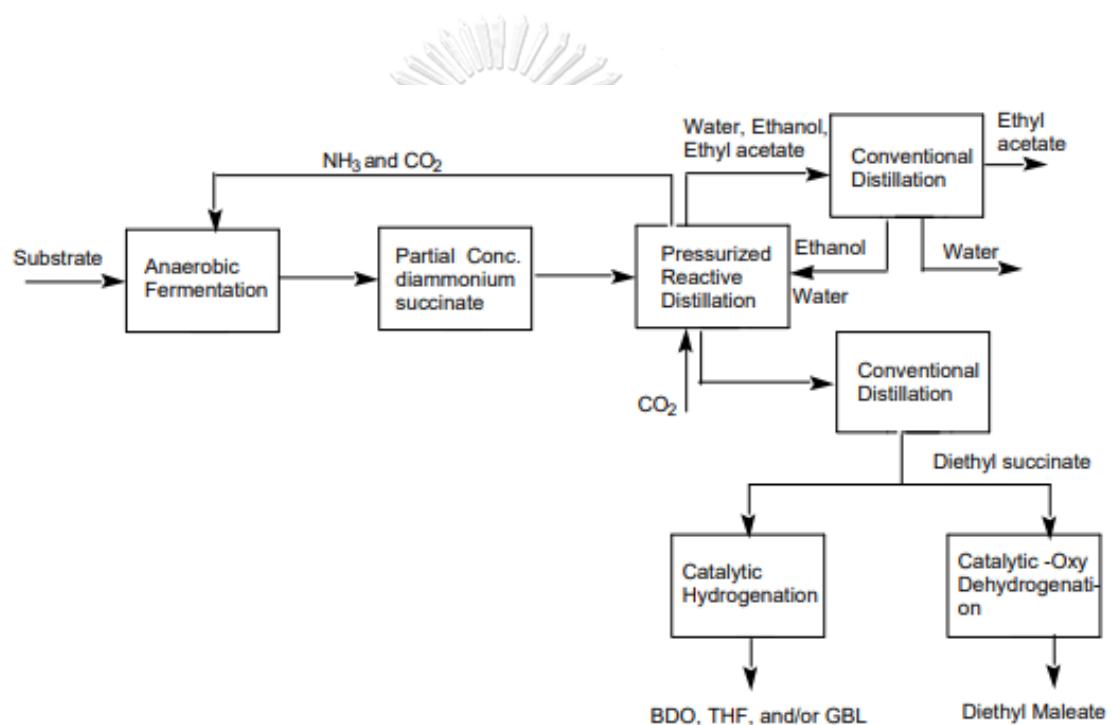 Water, Ethanol,
Ethyl acetate
Conventional
Distillation
Ethyl
acetate
NH₃ and CO₂
Substrate
Anaerobic
Fermentation
Partial Conc.
diammonium
succinate
Pressurized
Reactive
Distillation
Ethanol
Water
Water
CO₂
Conventional
Distillation
Diethyl succinate
Catalytic
Hydrogenation
Catalytic -Oxy
Dehydrogenati-
on
BDO, THF, and/or GBL
Diethyl Maleate